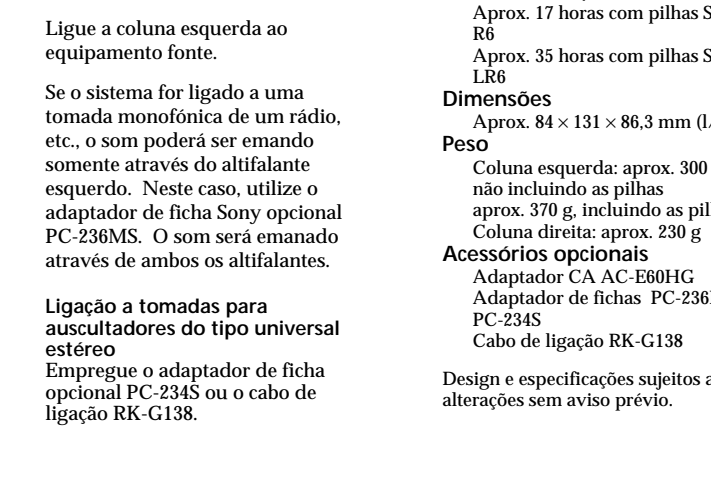 Ligue a coluna esquerda ao
equipamento fonte.
Se o sistema for ligado a uma
tomada monofónica de um rádio,
etc., o som poderá ser emando
somente através do altifalante
esquerdo. Neste caso, utilize o
adaptador de ficha Sony opcional
PC-236MS. O som será emanado
através de ambos os altifalantes.
Ligação a tomadas para
auscultadores do tipo universal
estéreo
Empregue o adaptador de ficha
opcional PC-234S ou o cabo de
ligação RK-G138.
Aprox. 17 horas com pilhas
R6
Aprox. 35 horas com pilhas
LR6
Dimensões
Aprox. 84 × 131 × 86,3 mm
Peso
Coluna esquerda: aprox. 300
não incluindo as pilhas
aprox. 370 g, incluindo as
Coluna direita: aprox. 230 g
Acessórios opcionais
Adaptador CA AC-E60HG
Adaptador de fichas PC-236
PC-234S
Cabo de ligação RK-G138
Design e especificações sujeitos a
alterações sem aviso prévio.